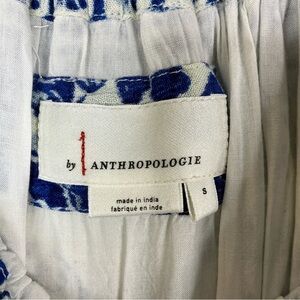 by ANTHROPOLOGIE
S
made in india
fabriqué en inde